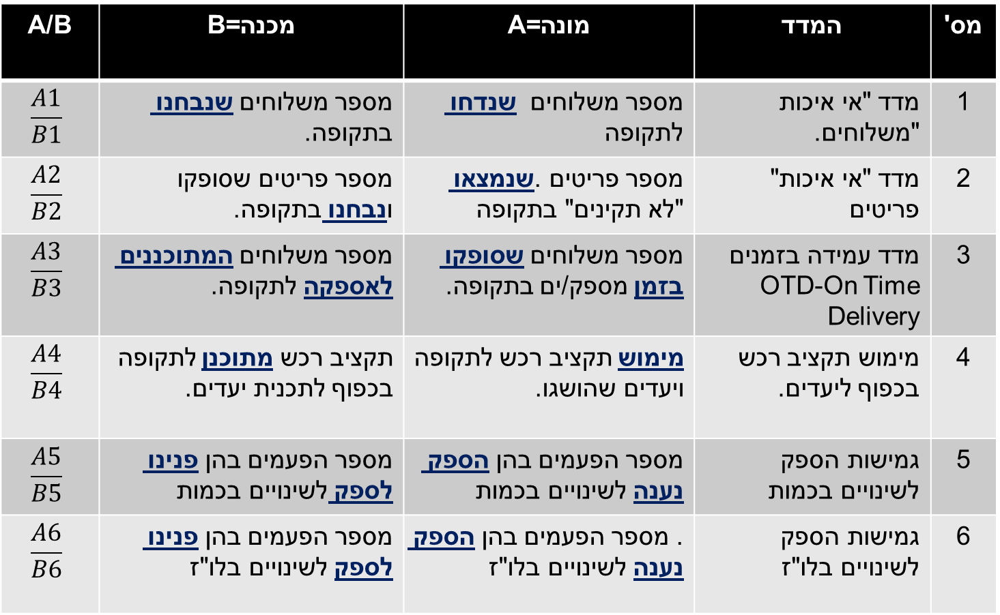 מס' המדד מונה=A מכנה=B A/B
1 מדד "אי איכות מספר משלוחים שנדחו מספר משלוחים שנבחנו A1
משלוחים". לתקופה בתקופה. B1
2 מדד "אי איכות" מספר פריטים .שנמצאו מספר פריטים שסופקו A2
פריטים "לא תקינים" בתקופה ונבחנו בתקופה. B2
3 מדד עמידה בזמנים מספר משלוחים שסופקו מספר משלוחים המתוכננים A3
OTD-On Time בזמן מספק/ים בתקופה. לאספקה לתקופה. B3
Delivery
4 מימוש תקציב רכש מימוש תקציב רכש לתקופה תקציב רכש מתוכנן לתקופה A4
בכפוף ליעדים. ויעדים שהושגו. בכפוף לתכנית יעדים. B4
5 גמישות הספק מספר הפעמים בהן הספק מספר הפעמים בהן פנינו A5
לשינויים בכמות נענה לשינויים בכמות לספק לשינויים בכמות B5
6 גמישות הספק . מספר הפעמים בהן הספק מספר הפעמים בהן פנינו A6
לשינויים בלו"ז נענה לשינויים בלו"ז לספק לשינויים בלו"ז B6